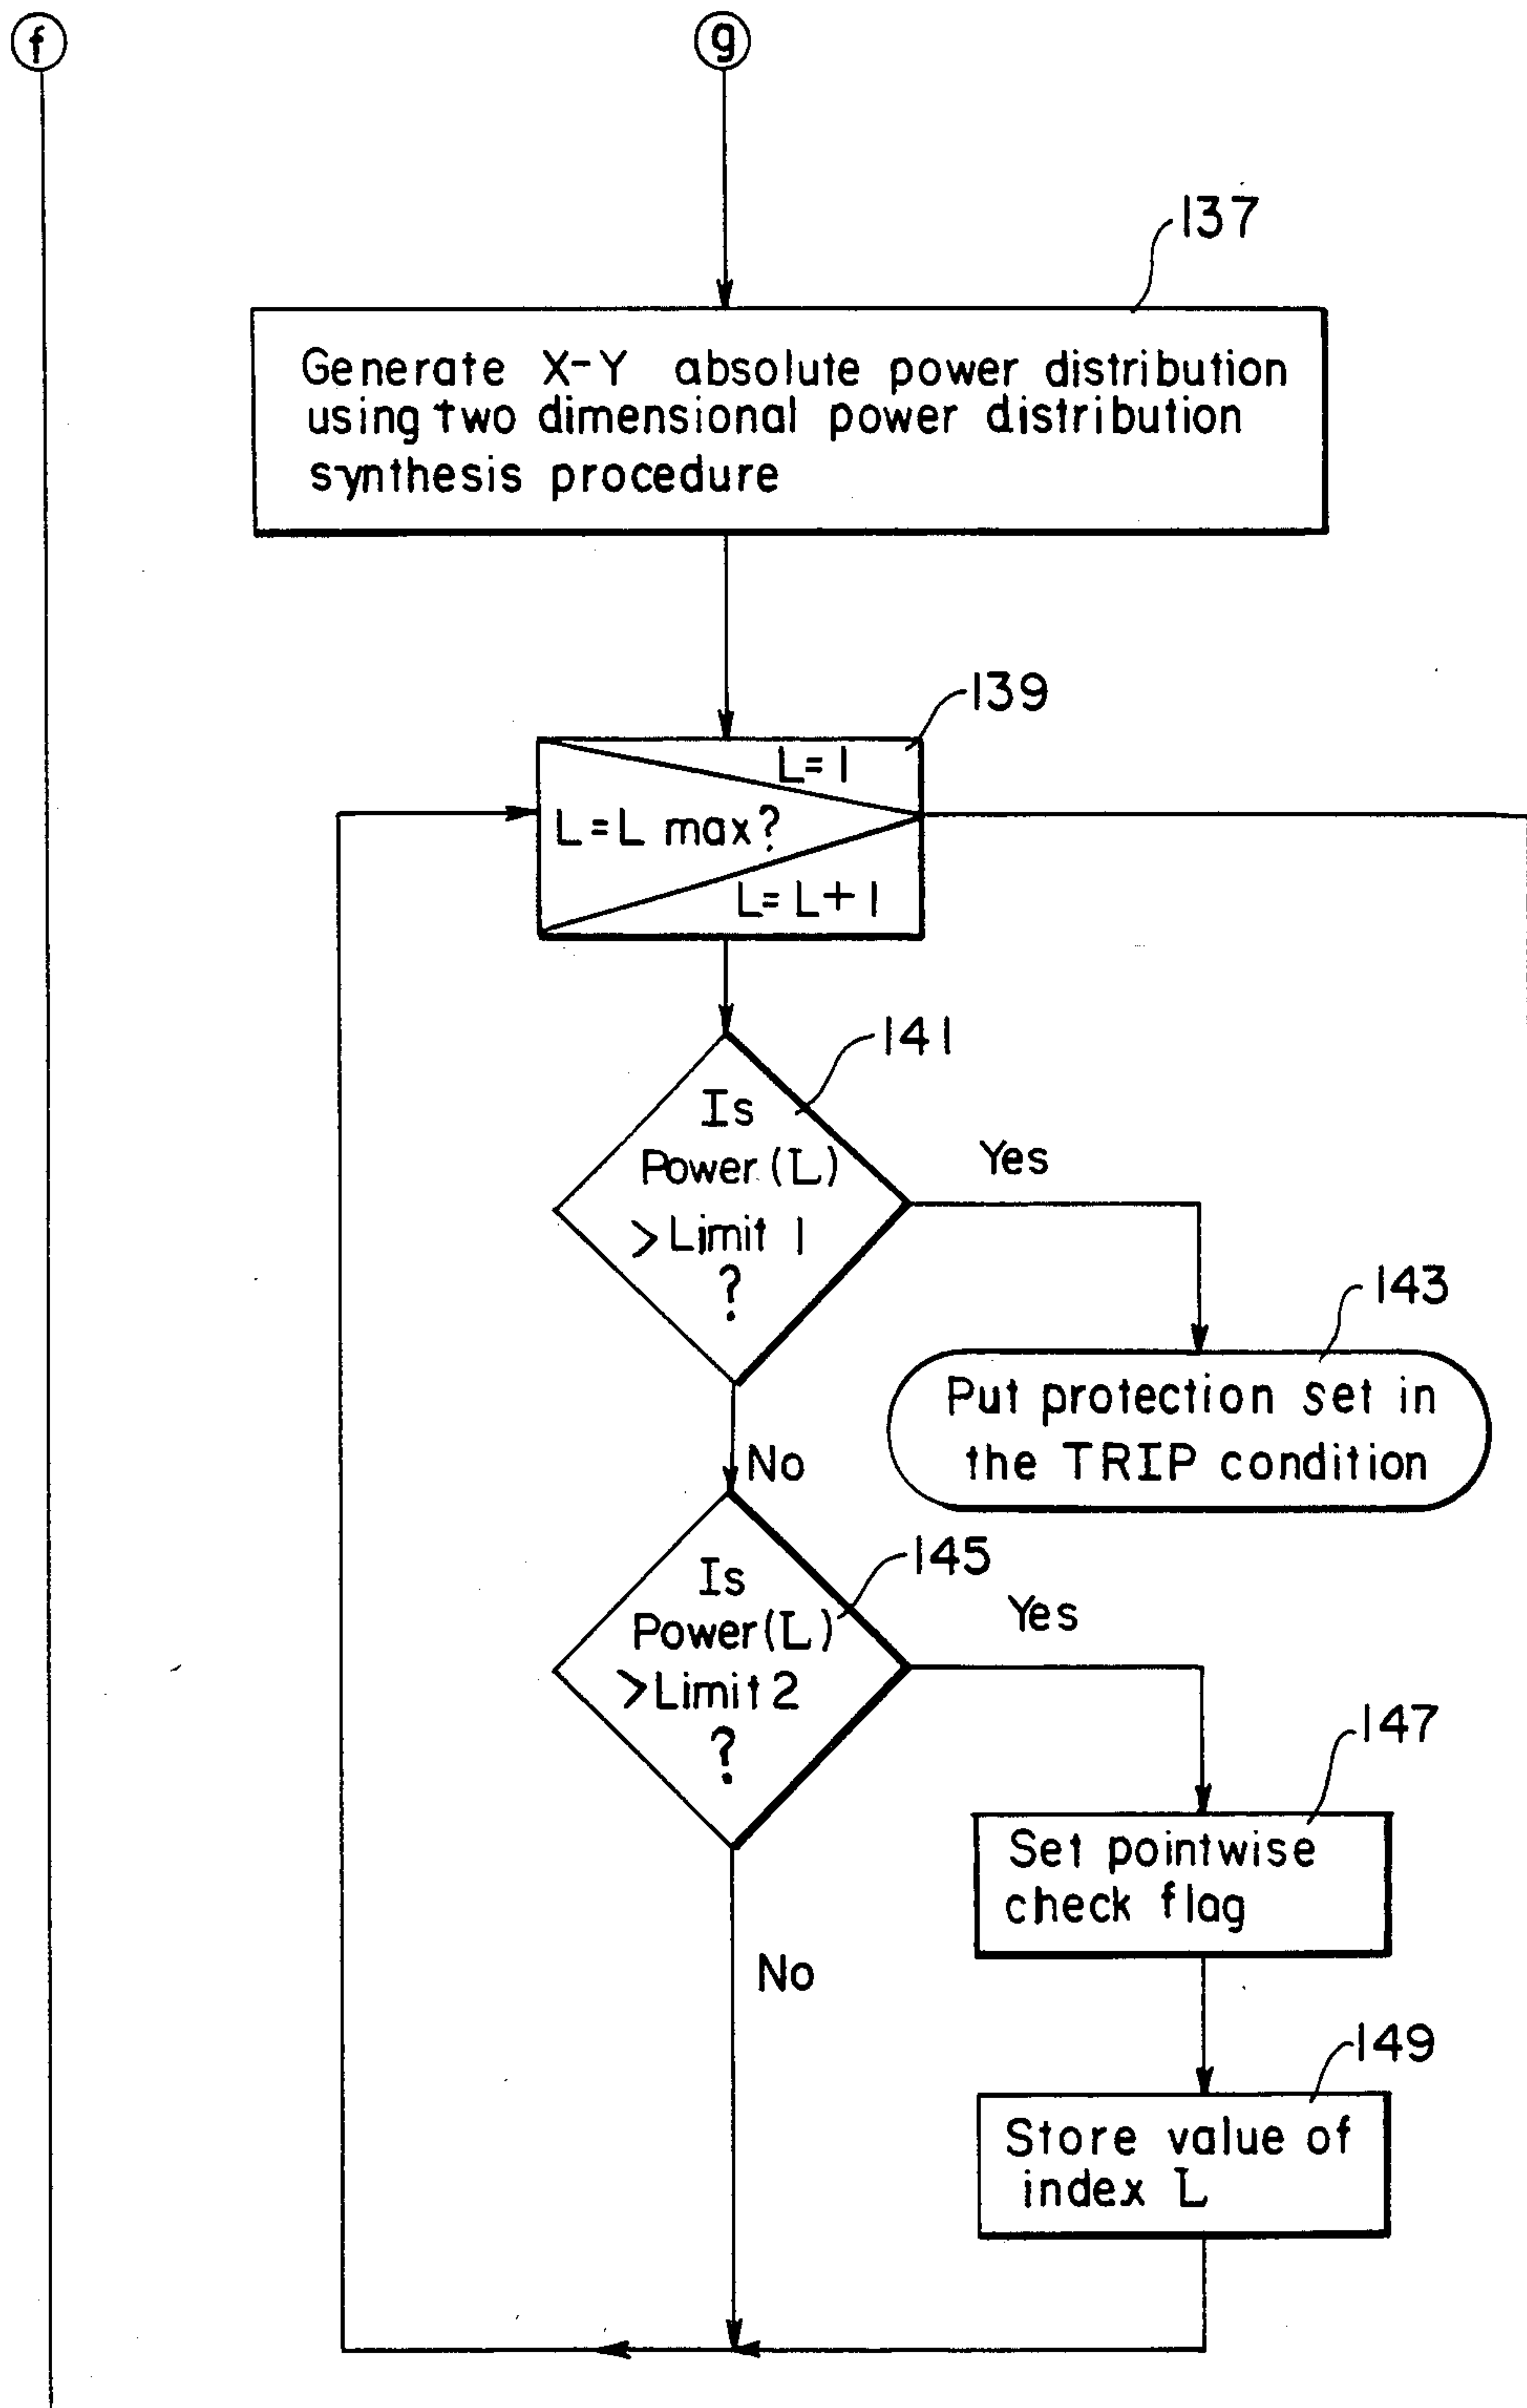 f
g
137
Generate X-Y absolute power distribution
using two dimensional power distribution
synthesis procedure
139
L=1
L=L max?
L=L+1
141
Is
Power (L)
>Limit 1
?
Yes
143
Put protection set in
the TRIP condition
No
145
Is
Power(L)
>Limit 2
?
Yes
147
Set pointwise
check flag
No
149
Store value of
index L